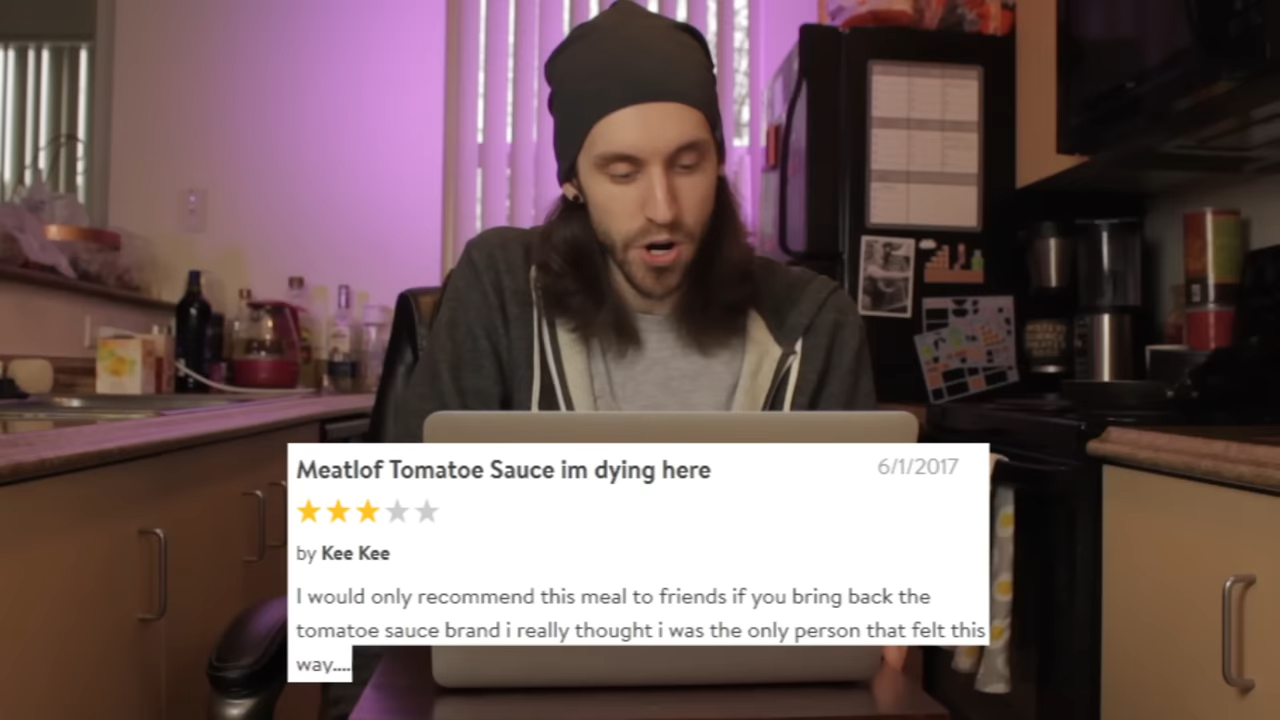 Meatlof Tomatoe Sauce im dying here
6/1/2017
by Kee Kee
I would only recommend this meal to friends if you bring back the
tomatoe sauce brand i really thought i was the only person that felt this
way....